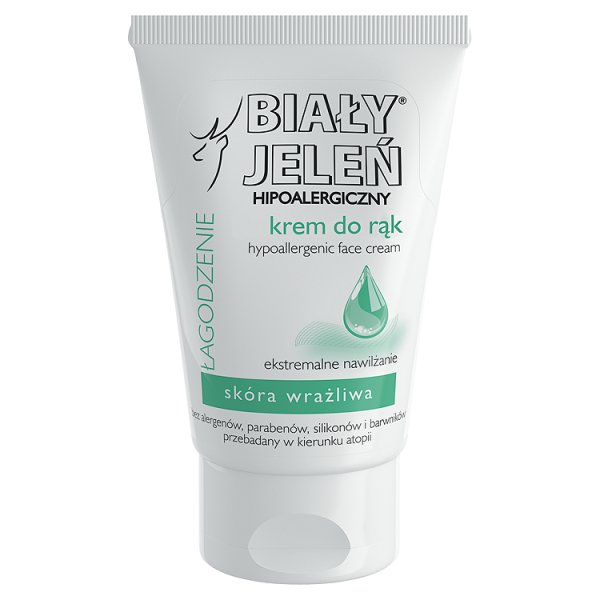 BIAŁY®
JELEŃ
HIPOALERGICZNY
krem do rąk
hypoallergenic face cream
ŁAGODZENIE
ekstremalne nawilżanie
skóra wrażliwa
bez alergenów, parabenów, silikonów i barwników
przebadany w kierunku atopii